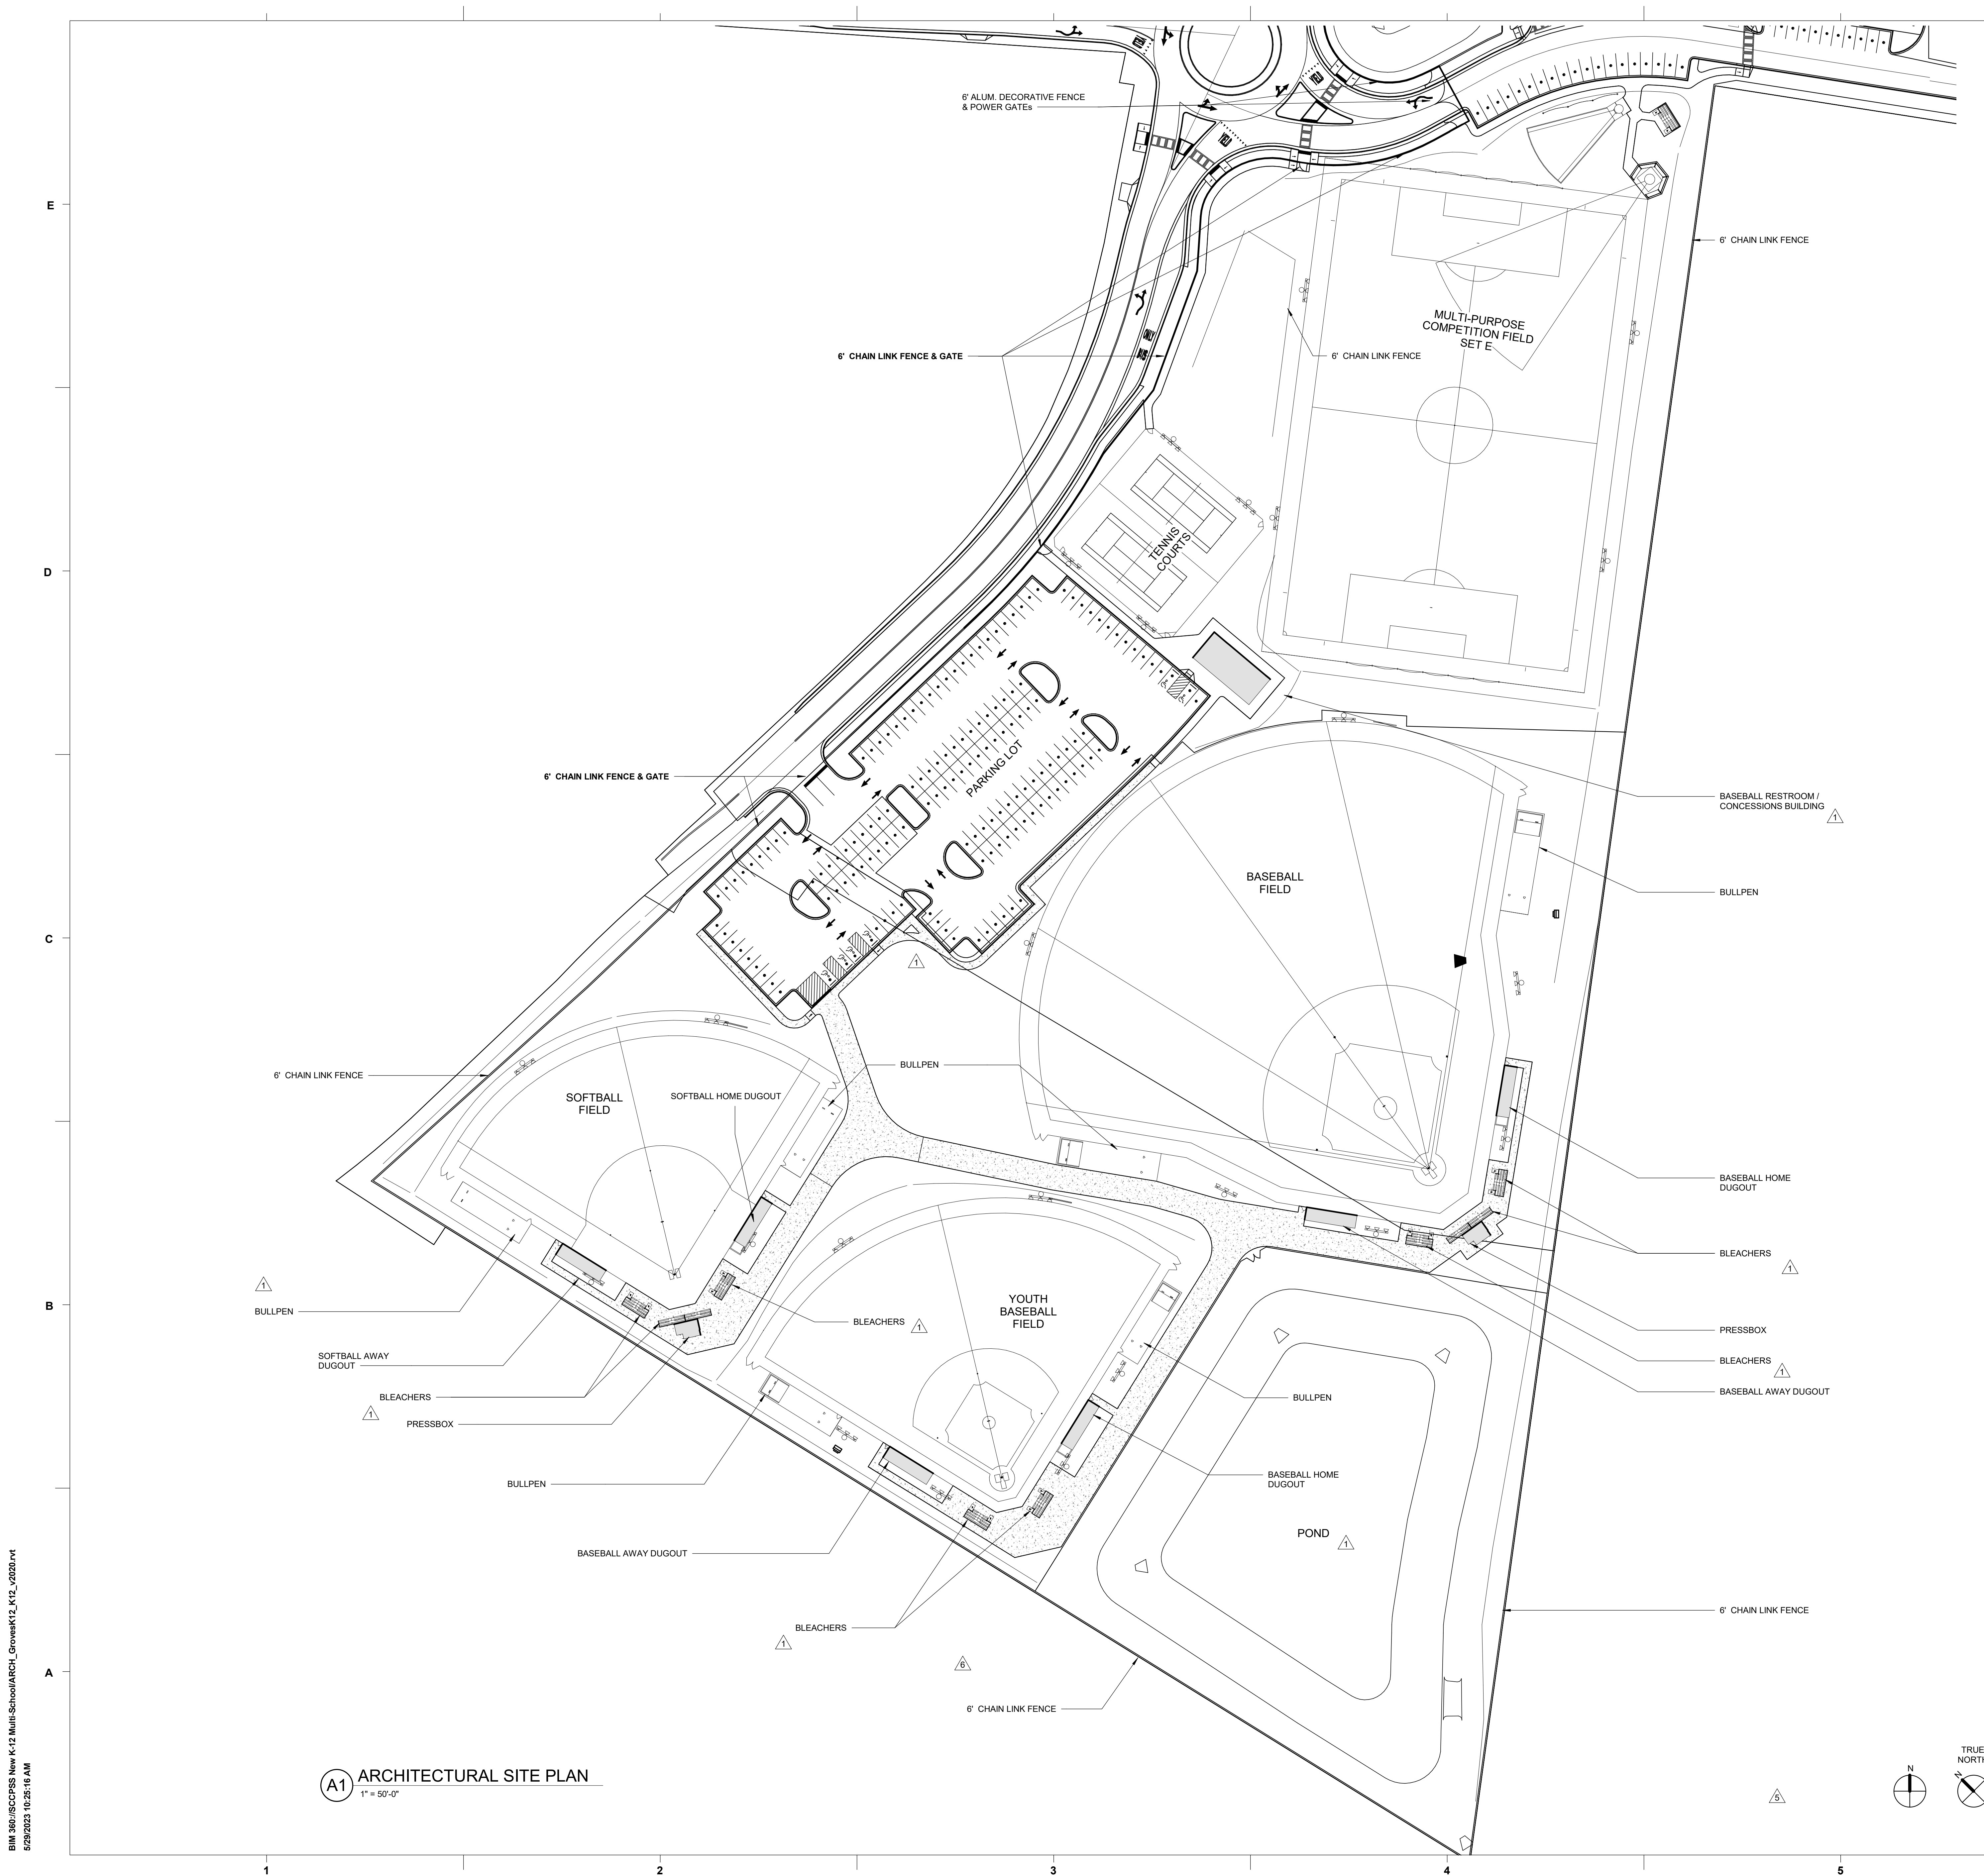 6' ALUM. DECORATIVE FENCE
& POWER GATEs
E
6'  CHAIN LINK FENCE
MULTI-PURPOSE
COMPETITION FIELD
SET E
6'  CHAIN LINK FENCE & GATE
6'  CHAIN LINK FENCE
TENNIS
COURTS
D
PARKING LOT
6'  CHAIN LINK FENCE & GATE
BASEBALL RESTROOM /
CONCESSIONS BUILDING
1
BASEBALL
FIELD
BULLPEN
C
1
6'  CHAIN LINK FENCE
BULLPEN
SOFTBALL
FIELD
SOFTBALL HOME DUGOUT
BASEBALL HOME
DUGOUT
BLEACHERS
1
1
B
BULLPEN
YOUTH
BASEBALL
FIELD
BLEACHERS
1
PRESSBOX
SOFTBALL AWAY
DUGOUT
BLEACHERS
1
BASEBALL AWAY DUGOUT
BLEACHERS
1
PRESSBOX
BULLPEN
BULLPEN
BASEBALL HOME
DUGOUT
POND
1
BASEBALL AWAY DUGOUT
BLEACHERS
1
6
6'  CHAIN LINK FENCE
A
6'  CHAIN LINK FENCE
A1
ARCHITECTURAL SITE PLAN
1" = 50'-0"
5
N
TRUE
NORTH
N
BIM 360://SCCPSS New K-12 Multi-School/ARCH_GrovesK12_K12_v2020.rvt
5/29/2023 10:25:16 AM
1
2
3
4
5